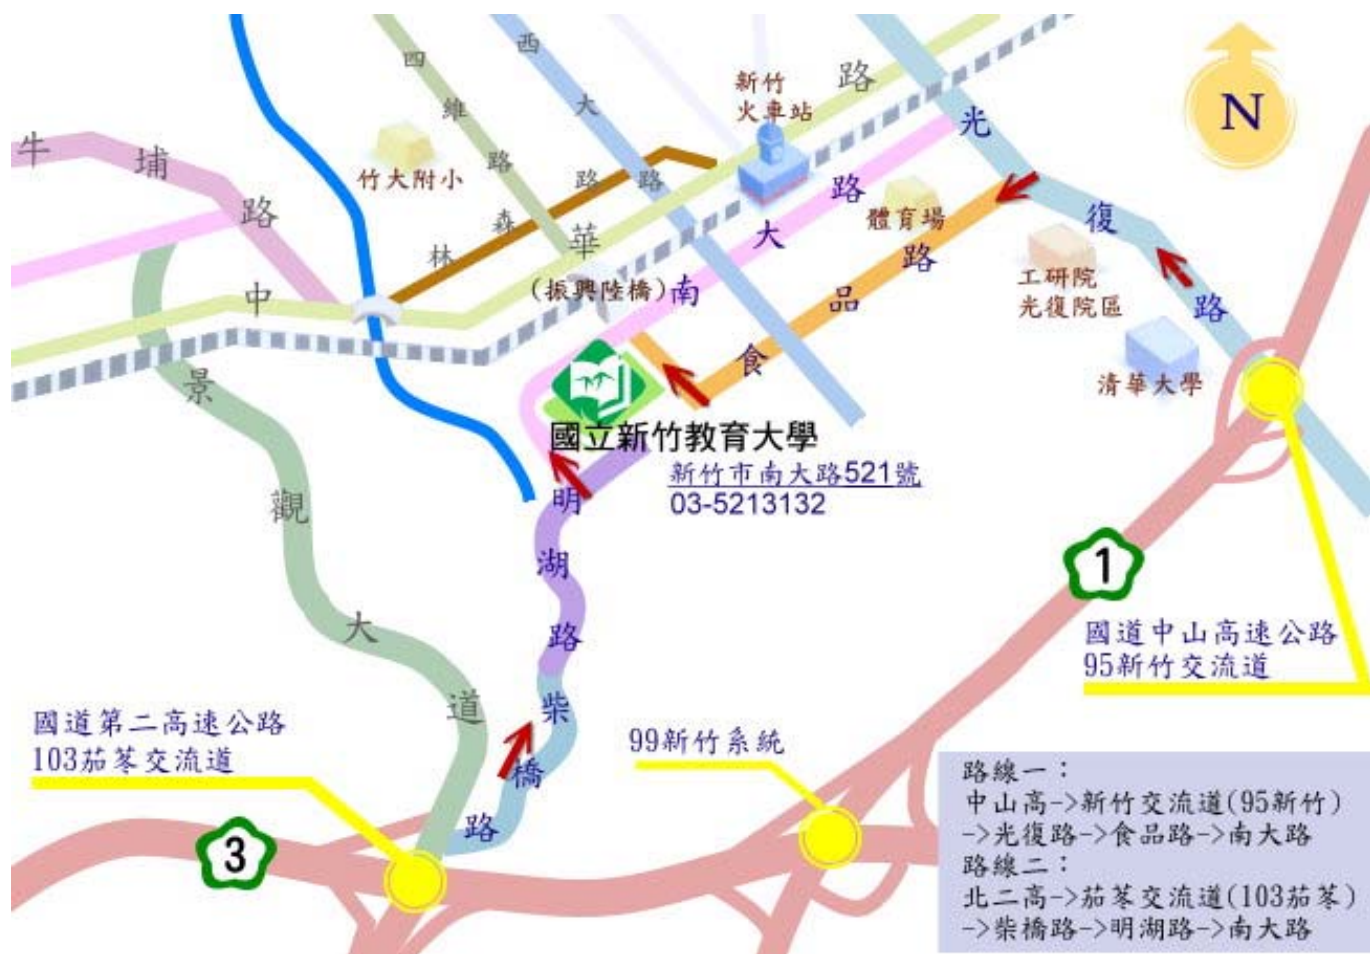 四維路
西大路
新竹
火車站
中華路
光復路
N
牛埔路
竹大附小
林森路
南大路
體育場
食品路
工研院
光復院區
(振興陸橋)
清華大學
景觀大道
國立新竹教育大學
新竹市南大路521號
03-5213132
明湖路
1
國道中山高速公路
95新竹交流道
柴橋路
國道第二高速公路
103茄苳交流道
99新竹系統
3
路線一：
中山高->新竹交流道(95新竹)
->光復路->食品路->南大路
路線二：
北二高->茄苳交流道(103茄苳)
->柴橋路->明湖路->南大路